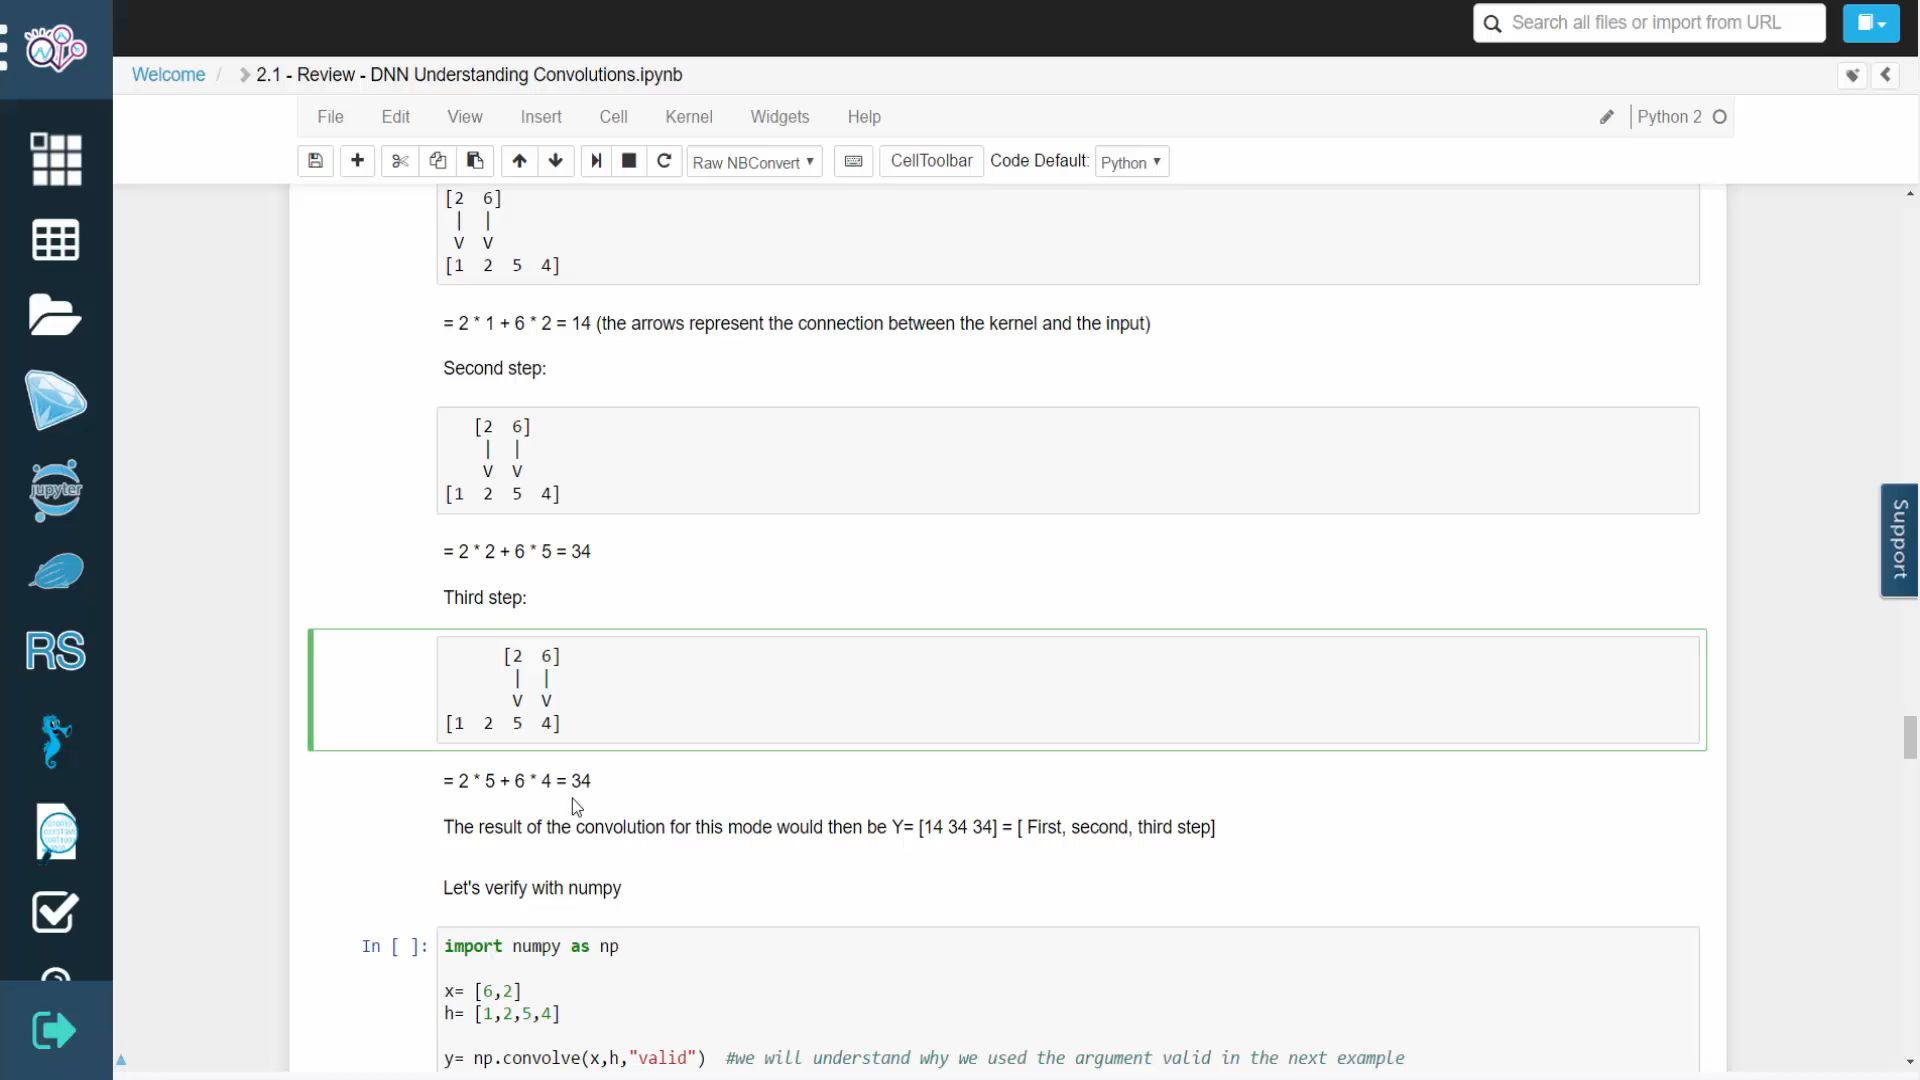 Search all files or import from URL
Welcome / 2.1 - Review - DNN Understanding Convolutions.ipynb
File Edit View Insert Cell Kernel Widgets Help Python 2
Raw NBConvert CellToolbar Code Default: Python
[2 6]
| |
V V
[1 2 5 4]
= 2 * 1 + 6 * 2 = 14 (the arrows represent the connection between the kernel and the input)
Second step:
[2 6]
| |
V V
[1 2 5 4]
= 2 * 2 + 6 * 5 = 34
Third step:
[2 6]
| |
V V
[1 2 5 4]
= 2 * 5 + 6 * 4 = 34
The result of the convolution for this mode would then be Y= [14 34 34] = [ First, second, third step]
Let's verify with numpy
In [ ]: import numpy as np
x= [6,2]
h= [1,2,5,4]
y= np.convolve(x,h,"valid") #we will understand why we used the argument valid in the next example
Support
jupyter
RS